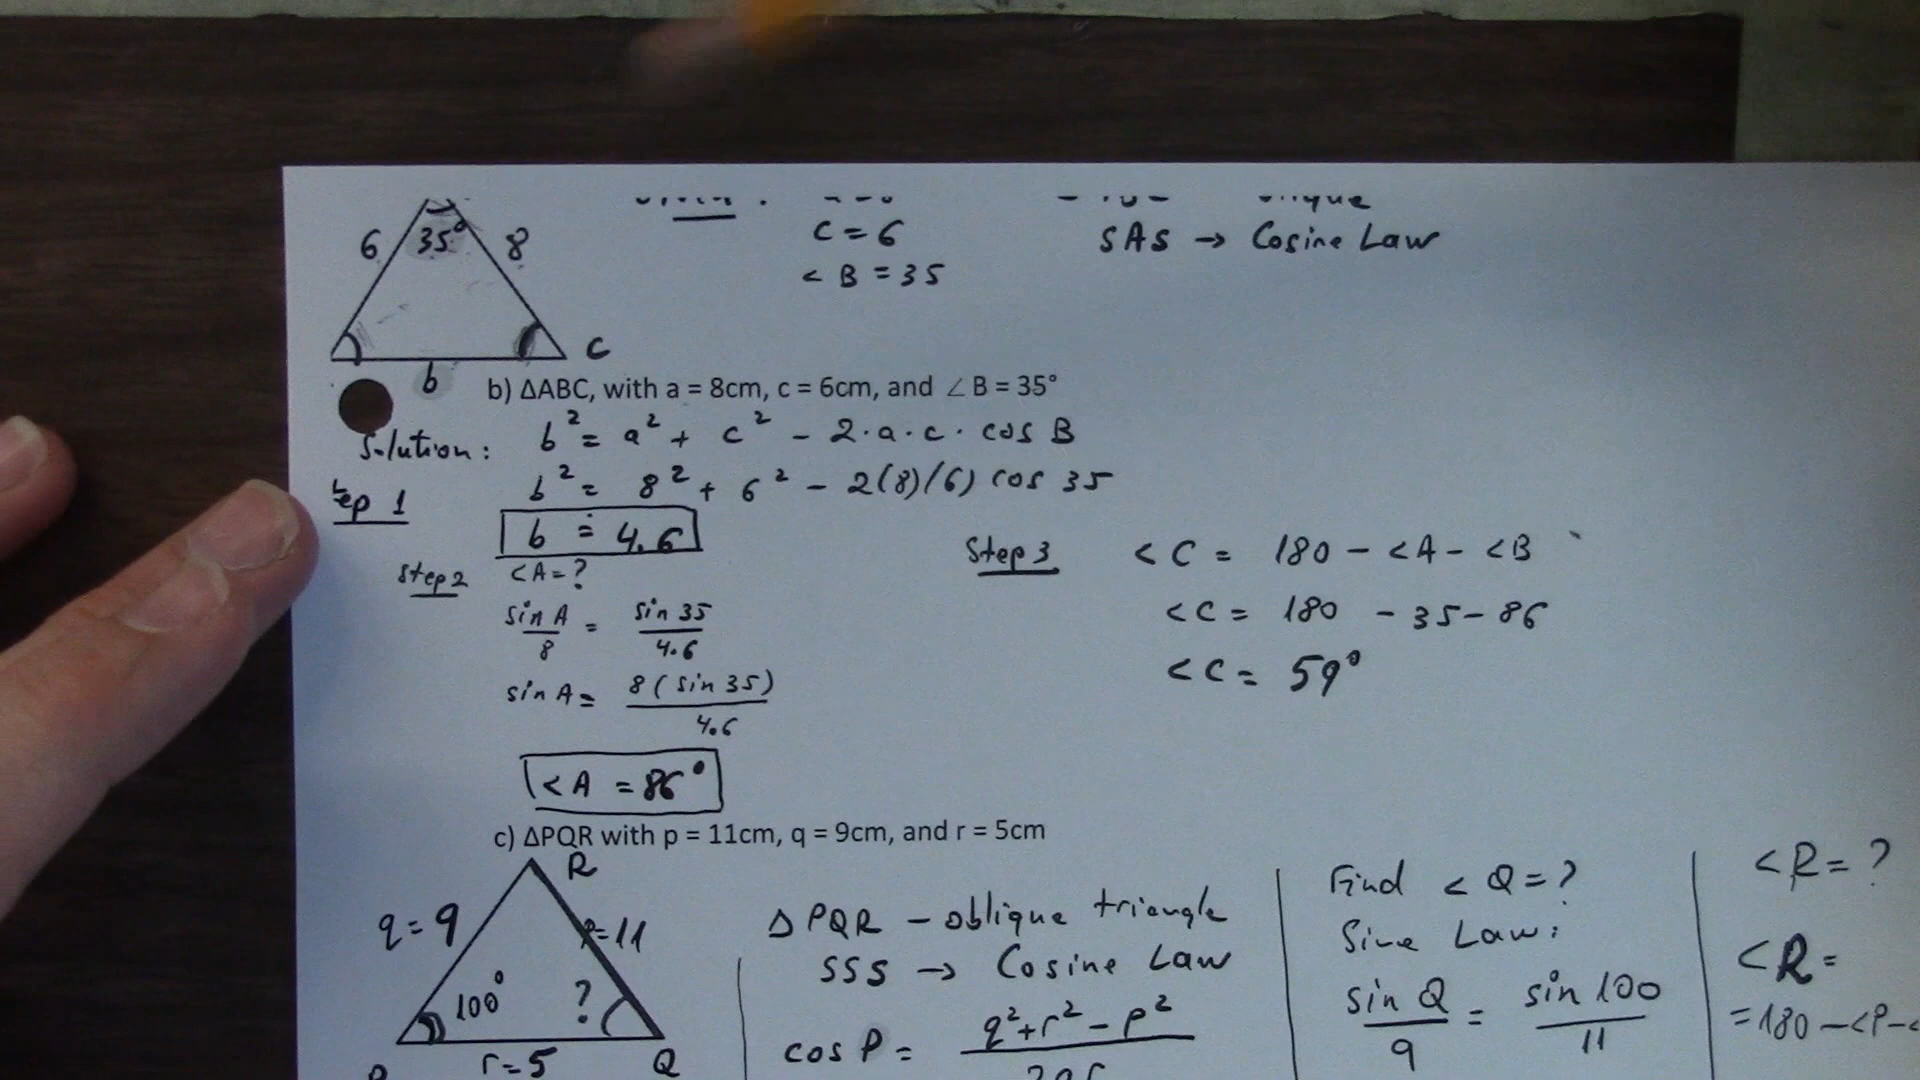 6 35° 8
C = 6
SAS → Cosine Law
< B = 35
C
b
b) ΔABC, with a = 8cm, c = 6cm, and ∠B = 35°
Solution: b² = a² + c² - 2·a·c· cos B
ep 1
b² = 8² + 6² - 2(8)(6) cos 35
b = 4.6
Step 2 <A = ?
sin A / 8 = sin 35 / 4.6
sin A = 8 (sin 35) / 4.6
<A = 86°
Step 3 <C = 180 - <A - <B
<C = 180 - 35 - 86
<C = 59°
c) ΔPQR with p = 11cm, q = 9cm, and r = 5cm
R
q = 9 p=11
100° ?
r=5 Q
Δ PQR - oblique triangle
SSS → Cosine Law
cos P = q²+r²-p²
Find < Q = ?
Sine Law:
sin Q / 9 = sin 100 / 11
<R = ?
<R =
= 180 - <P - <